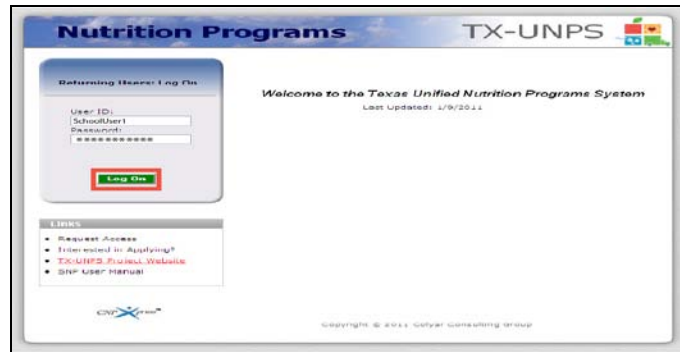 Nutrition Programs
TX-UNPS
Returning Users: Log On
User ID:
SchoolUser1
Password:
***********
Log On
LINKS
Request Access
Interested in Applying?
TX-UNPS Project Website
SNP User Manual
Welcome to the Texas Unified Nutrition Programs System
Last Updated: 1/9/2011
Copyright © 2011 Colyar Consulting Group